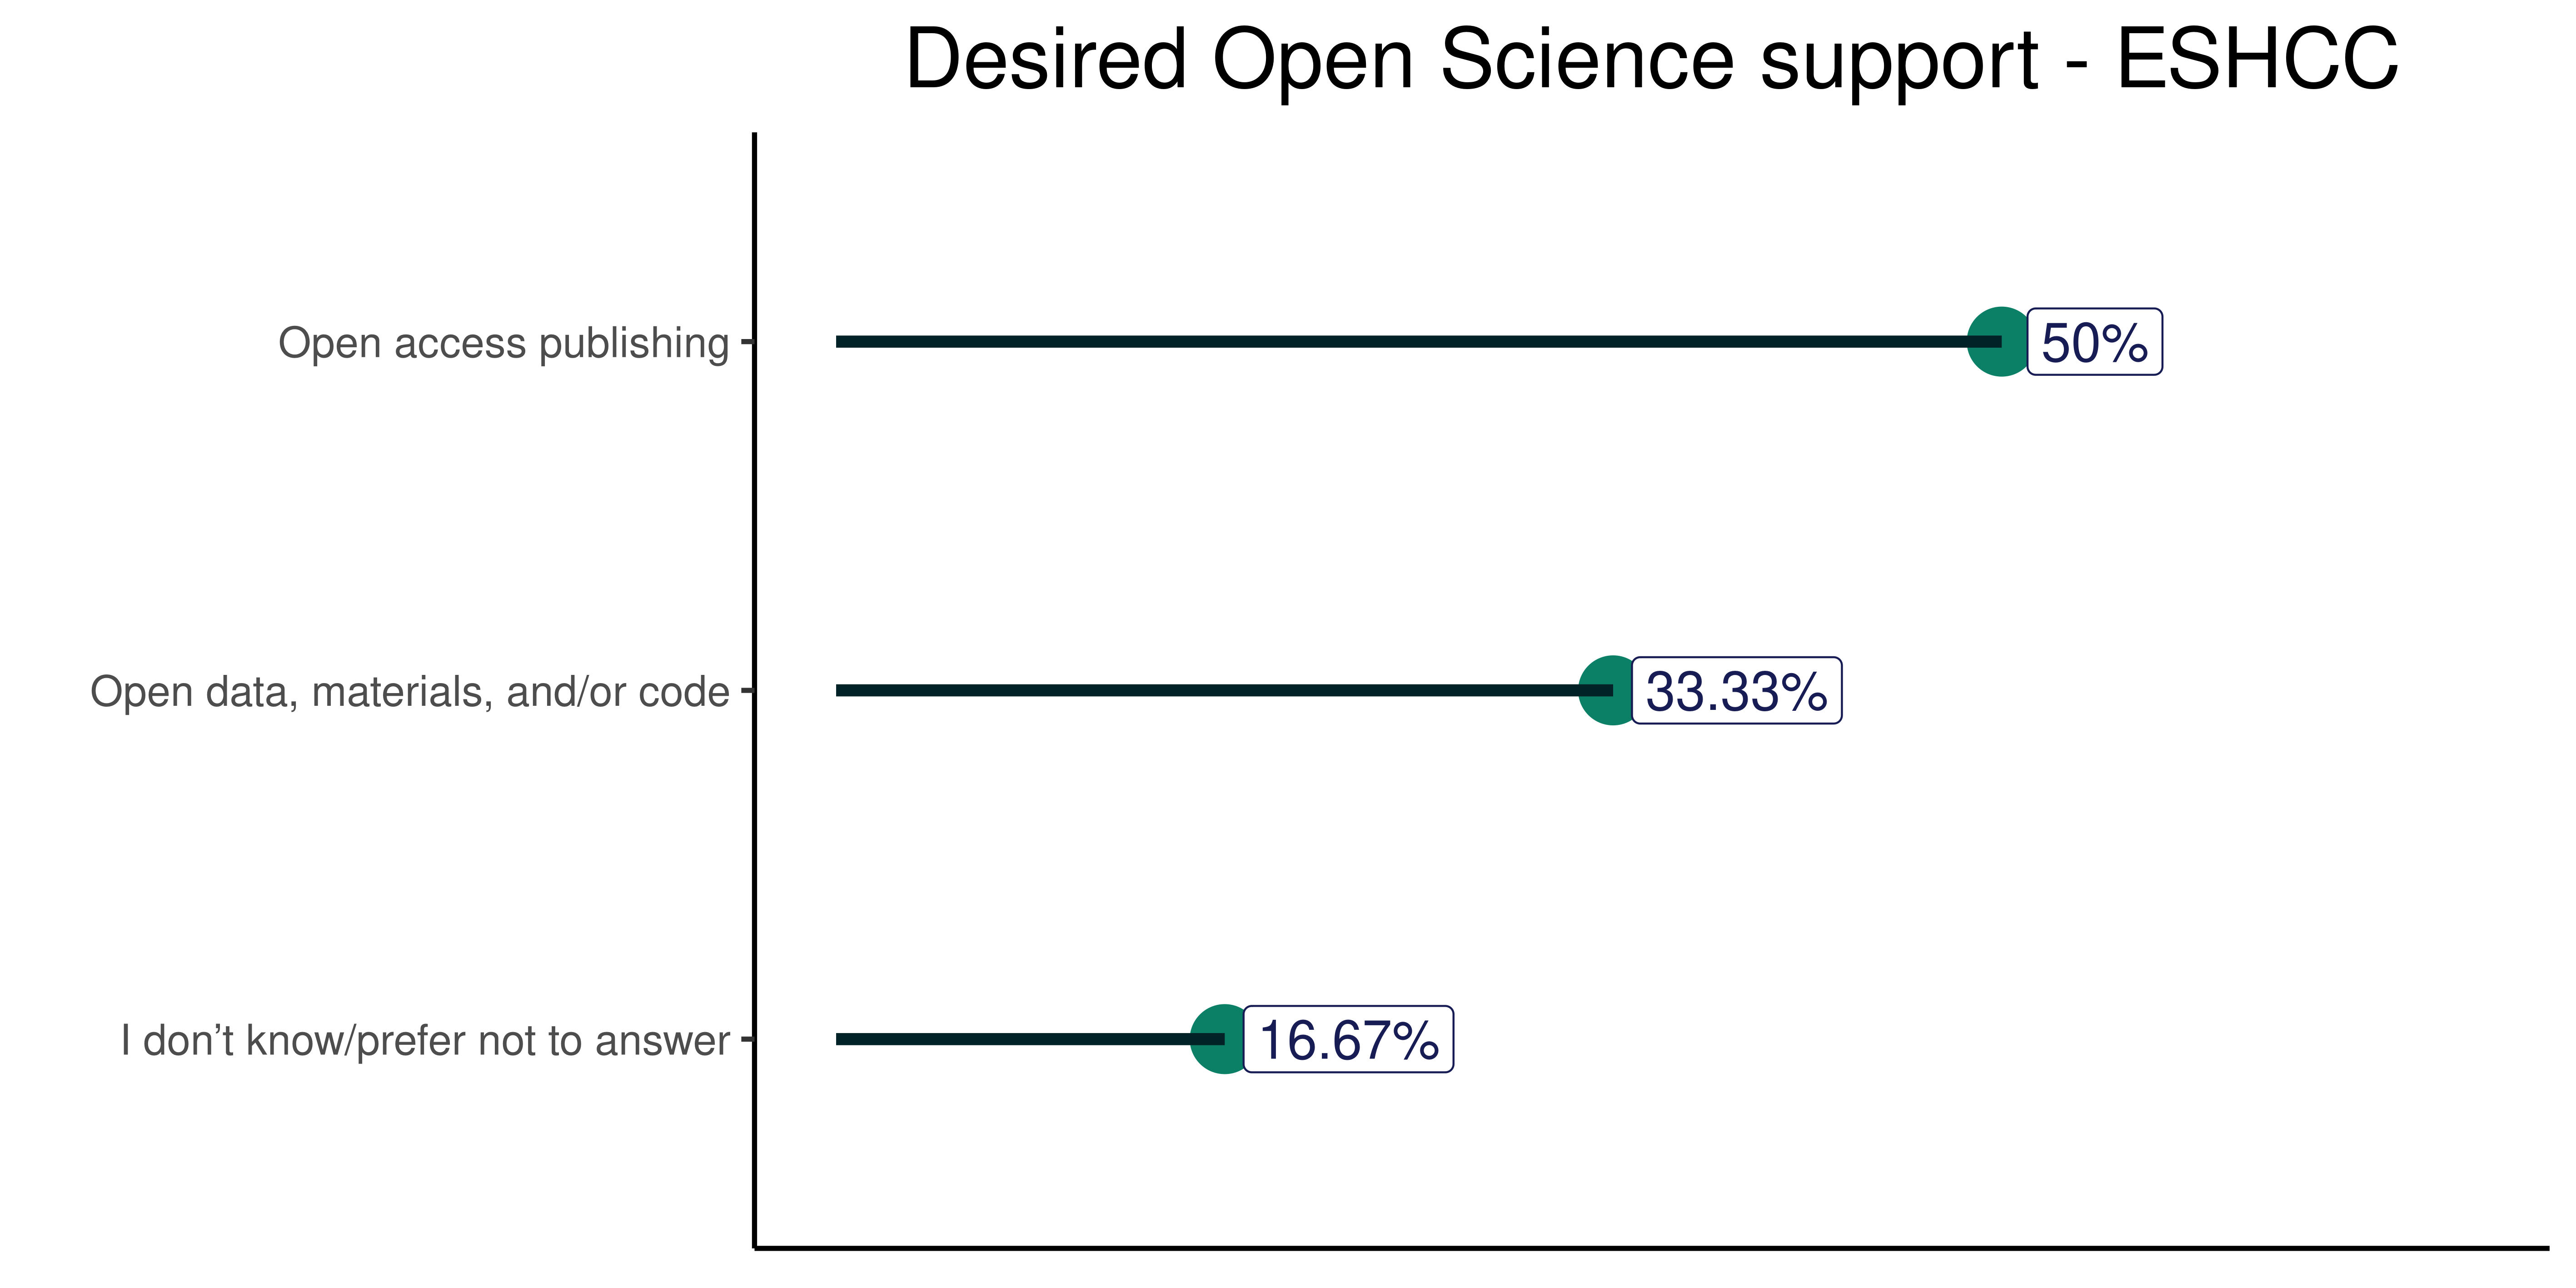 Desired Open Science support - ESHCC
Open access publishing
50%
Open data, materials, and/or code
33.33%
I don’t know/prefer not to answer
16.67%